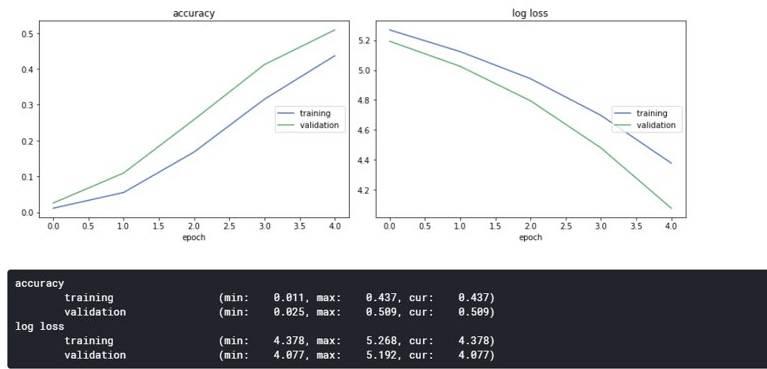 accuracy
0.5
0.4
0.3
0.2
0.1
0.0
training
validation
0.0 0.5 1.0 1.5 2.0 2.5 3.0 3.5 4.0
epoch
log loss
5.2
5.0
4.8
4.6
4.4
4.2
training
validation
0.0 0.5 1.0 1.5 2.0 2.5 3.0 3.5 4.0
epoch
accuracy
training (min: 0.011, max: 0.437, cur: 0.437)
validation (min: 0.025, max: 0.509, cur: 0.509)
log loss
training (min: 4.378, max: 5.268, cur: 4.378)
validation (min: 4.077, max: 5.192, cur: 4.077)